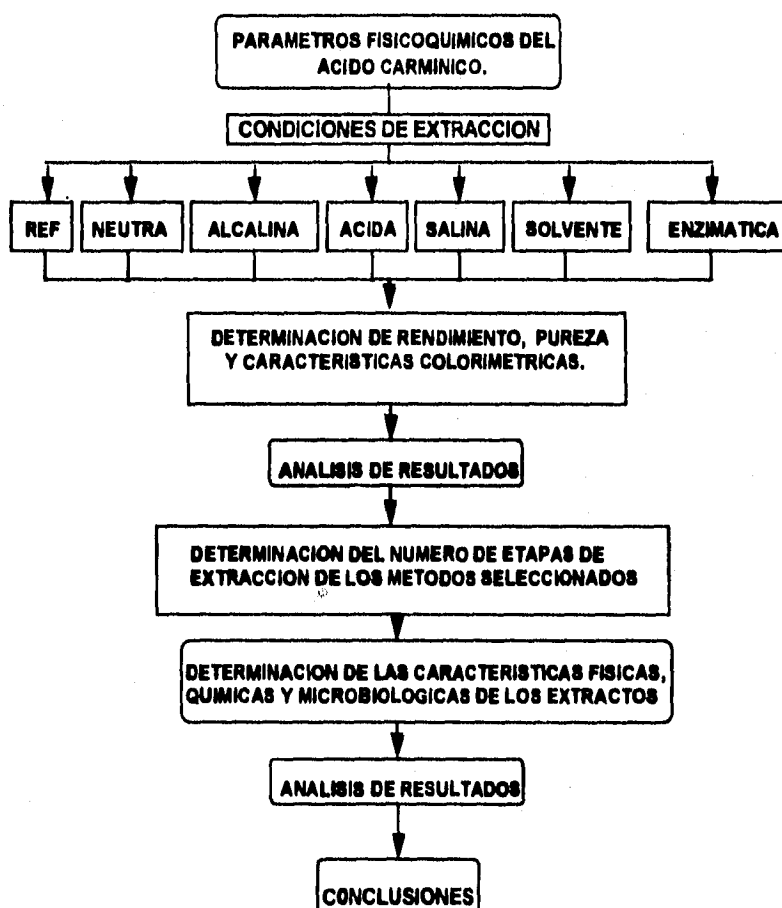 PARAMETROS FISICOQUIMICOS DEL
ACIDO CARMINICO.
CONDICIONES DE EXTRACCION
REF NEUTRA ALCALINA ACIDA SALINA SOLVENTE ENZIMATICA
DETERMINACION DE RENDIMIENTO, PUREZA
Y CARACTERISTICAS COLORIMETRICAS.
ANALISIS DE RESULTADOS
DETERMINACION DEL NUMERO DE ETAPAS DE
EXTRACCION DE LOS METODOS SELECCIONADOS
DETERMINACION DE LAS CARACTERISTICAS FISICAS,
QUIMICAS Y MICROBIOLOGICAS DE LOS EXTRACTOS
ANALISIS DE RESULTADOS
CONCLUSIONES